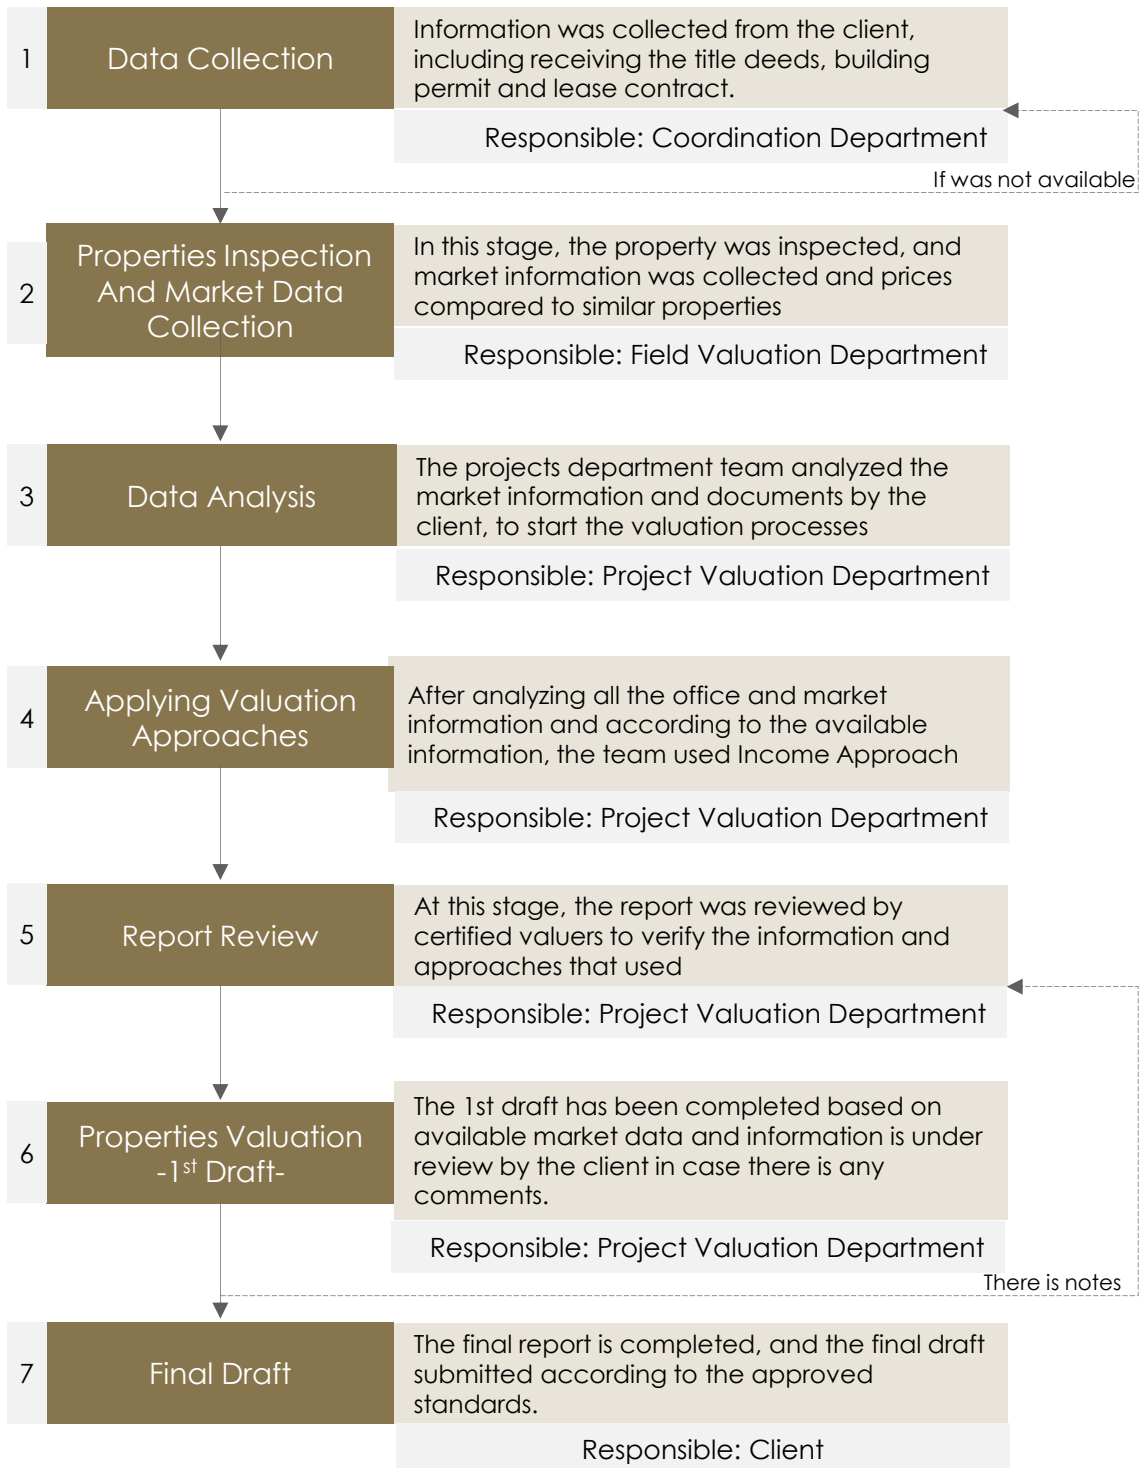 1
Data Collection
Information was collected from the client,
including receiving the title deeds, building
permit and lease contract.
Responsible: Coordination Department
If was not available
2
Properties Inspection
And Market Data
Collection
In this stage, the property was inspected, and
market information was collected and prices
compared to similar properties
Responsible: Field Valuation Department
3
Data Analysis
The projects department team analyzed the
market information and documents by the
client, to start the valuation processes
Responsible: Project Valuation Department
4
Applying Valuation
Approaches
After analyzing all the office and market
information and according to the available
information, the team used Income Approach
Responsible: Project Valuation Department
5
Report Review
At this stage, the report was reviewed by
certified valuers to verify the information and
approaches that used
Responsible: Project Valuation Department
6
Properties Valuation
-1st Draft-
The 1st draft has been completed based on
available market data and information is under
review by the client in case there is any
comments.
Responsible: Project Valuation Department
There is notes
7
Final Draft
The final report is completed, and the final draft
submitted according to the approved
standards.
Responsible: Client